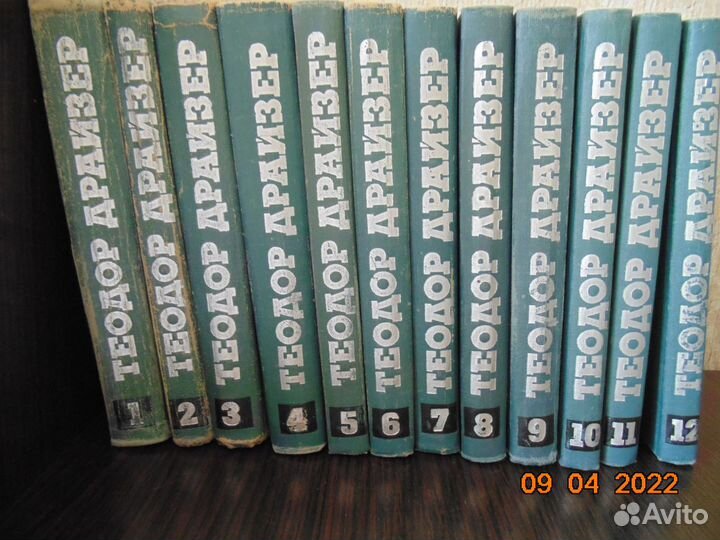 ТЕОДОР ДРАЙЗЕР 1
ТЕОДОР ДРАЙЗЕР 2
ТЕОДОР ДРАЙЗЕР 3
ТЕОДОР ДРАЙЗЕР 4
ТЕОДОР ДРАЙЗЕР 5
ТЕОДОР ДРАЙЗЕР 6
ТЕОДОР ДРАЙЗЕР 7
ТЕОДОР ДРАЙЗЕР 8
ТЕОДОР ДРАЙЗЕР 9
ТЕОДОР ДРАЙЗЕР 10
ТЕОДОР ДРАЙЗЕР 11
ТЕОДОР ДРАЙЗЕР 12
09 04 2022
Avito